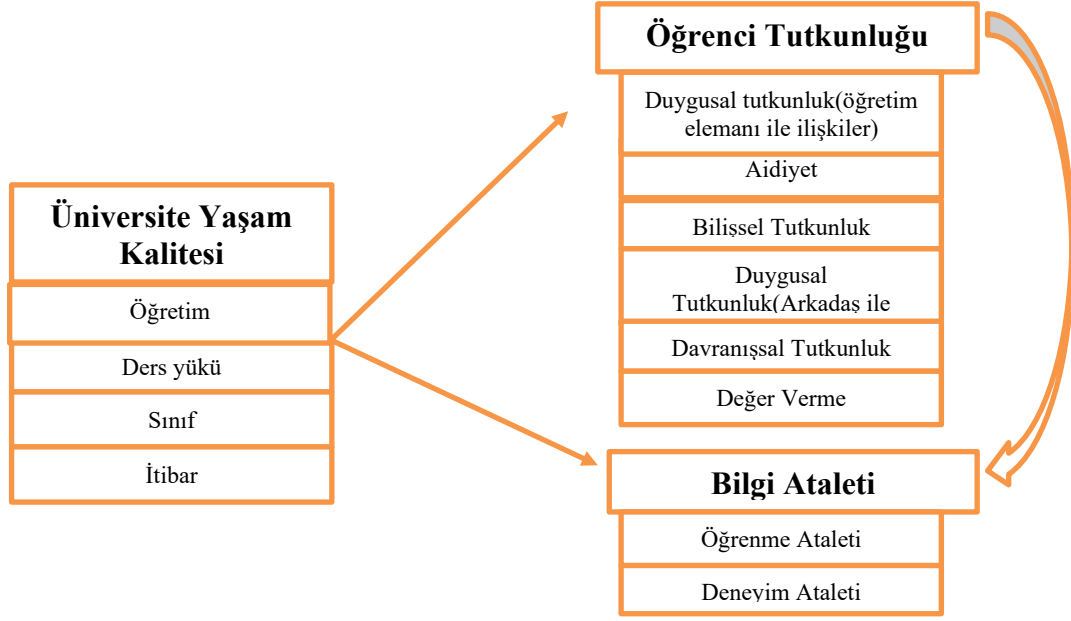 Üniversite Yaşam
Kalitesi
Öğretim
Ders yükü
Sınıf
İtibar
Öğrenci Tutkunluğu
Duygusal tutkunluk(öğretim
elemanı ile ilişkiler)
Aidiyet
Bilişsel Tutkunluk
Duygusal
Tutkunluk(Arkadaş ile
Davranışsal Tutkunluk
Değer Verme
Bilgi Ataleti
Öğrenme Ataleti
Deneyim Ataleti